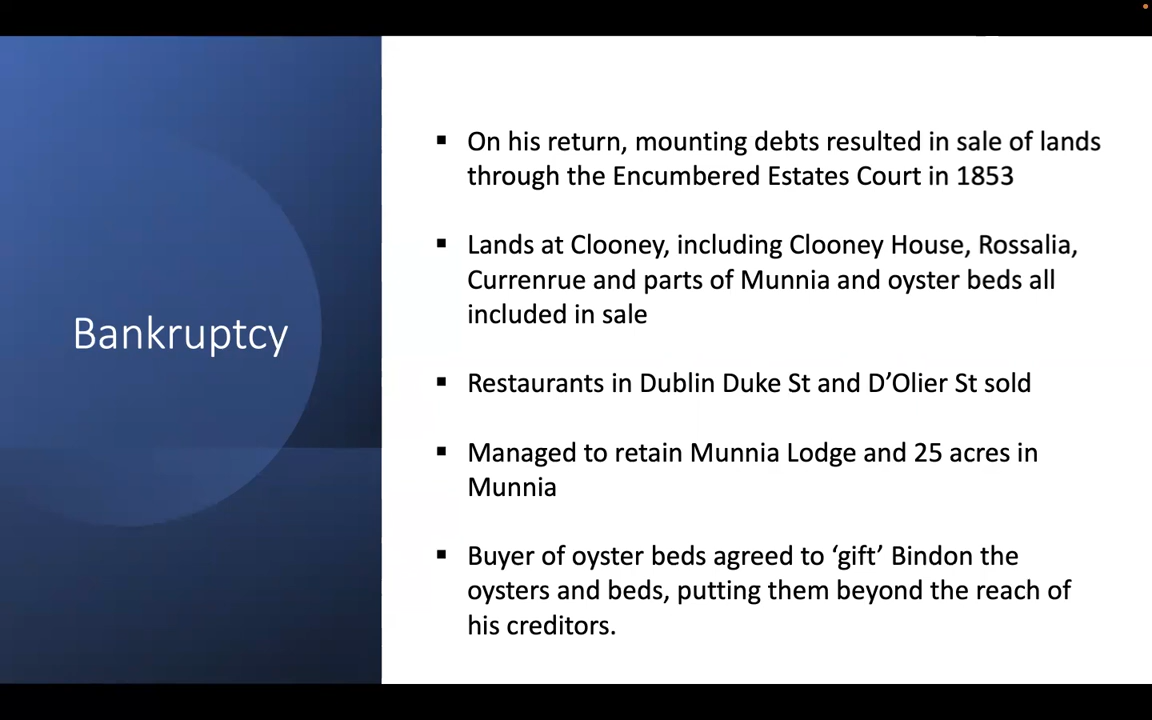 Bankruptcy
▪ On his return, mounting debts resulted in sale of lands
through the Encumbered Estates Court in 1853
▪ Lands at Clooney, including Clooney House, Rossalia,
Currenrue and parts of Munnia and oyster beds all
included in sale
▪ Restaurants in Dublin Duke St and D’Olier St sold
▪ Managed to retain Munnia Lodge and 25 acres in
Munnia
▪ Buyer of oyster beds agreed to ‘gift’ Bindon the
oysters and beds, putting them beyond the reach of
his creditors.